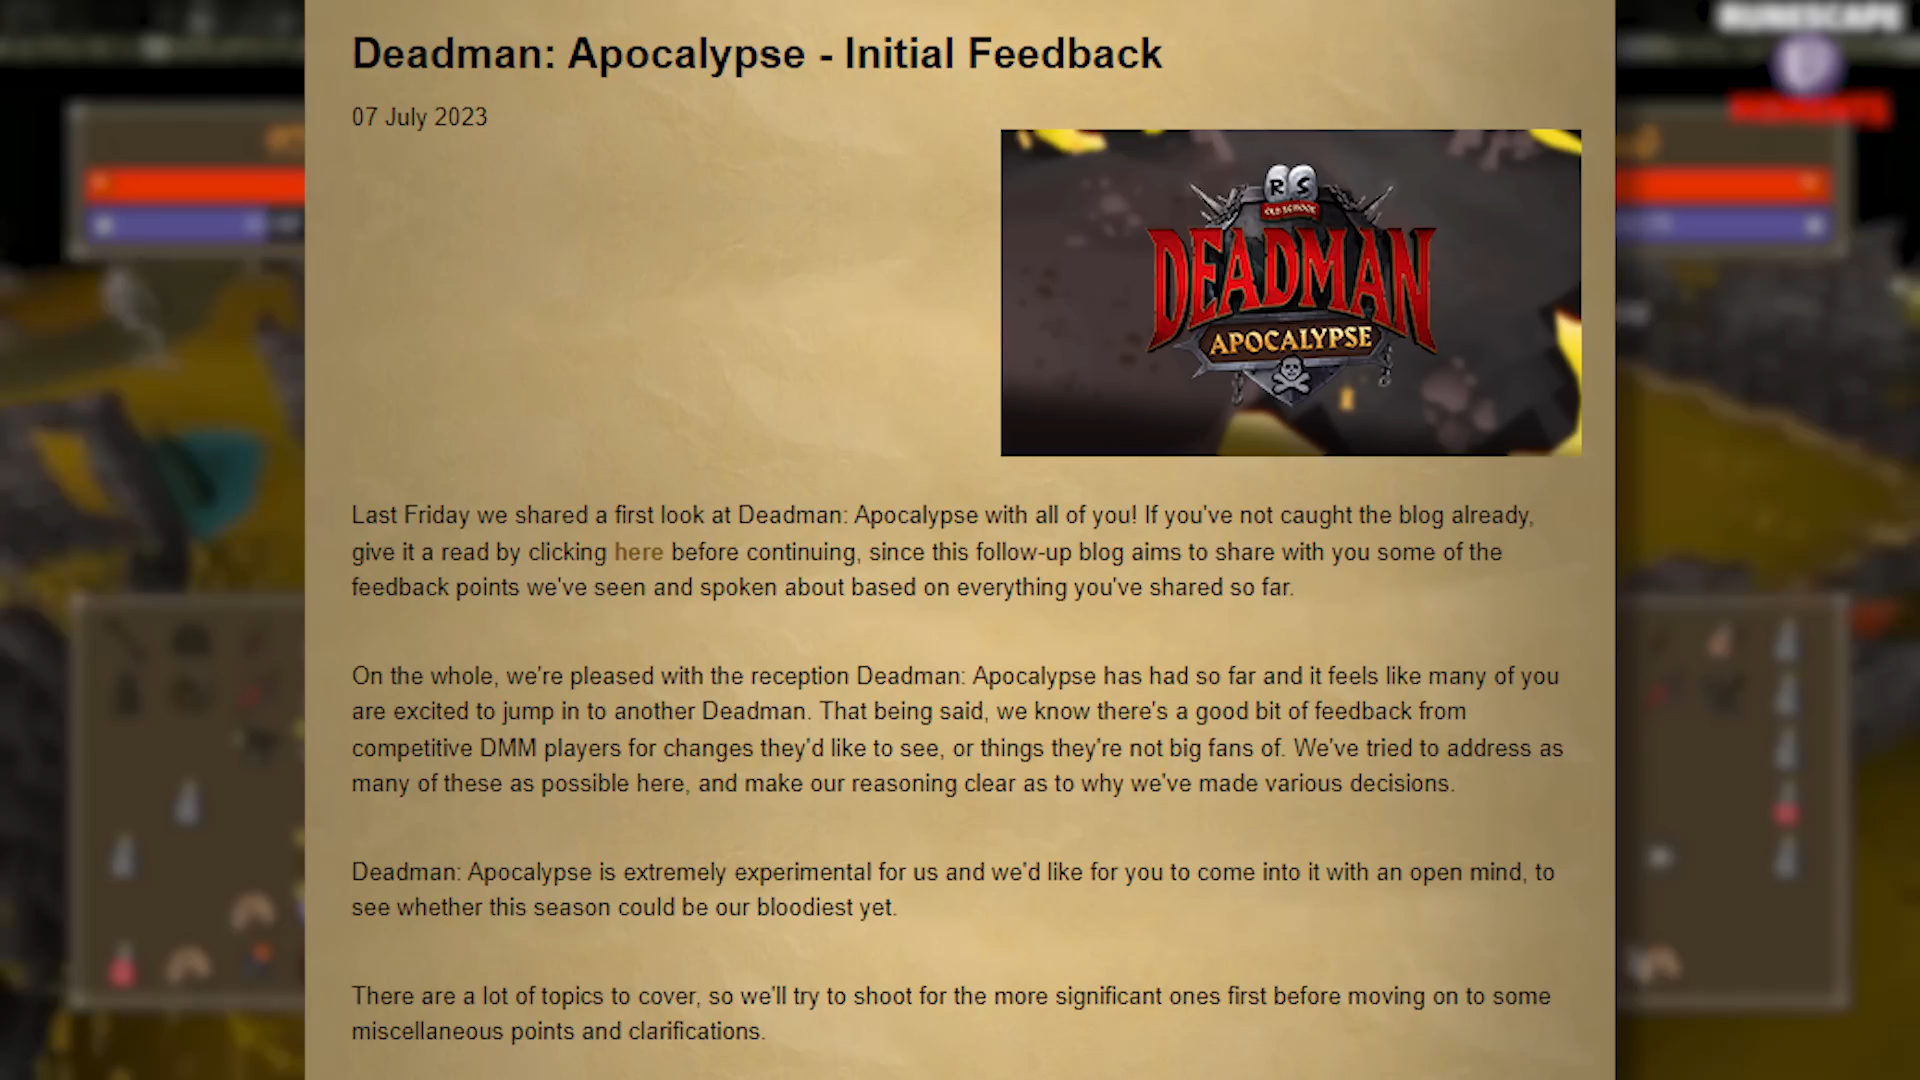 RUNESCAPE
Deadman: Apocalypse - Initial Feedback
07 July 2023
R S
OLD SCHOOL
DEADMAN
APOCALYPSE
Last Friday we shared a first look at Deadman: Apocalypse with all of you! If you've not caught the blog already,
give it a read by clicking here before continuing, since this follow-up blog aims to share with you some of the
feedback points we've seen and spoken about based on everything you've shared so far.
On the whole, we're pleased with the reception Deadman: Apocalypse has had so far and it feels like many of you
are excited to jump in to another Deadman. That being said, we know there's a good bit of feedback from
competitive DMM players for changes they'd like to see, or things they're not big fans of. We've tried to address as
many of these as possible here, and make our reasoning clear as to why we've made various decisions.
Deadman: Apocalypse is extremely experimental for us and we'd like for you to come into it with an open mind, to
see whether this season could be our bloodiest yet.
There are a lot of topics to cover, so we'll try to shoot for the more significant ones first before moving on to some
miscellaneous points and clarifications.